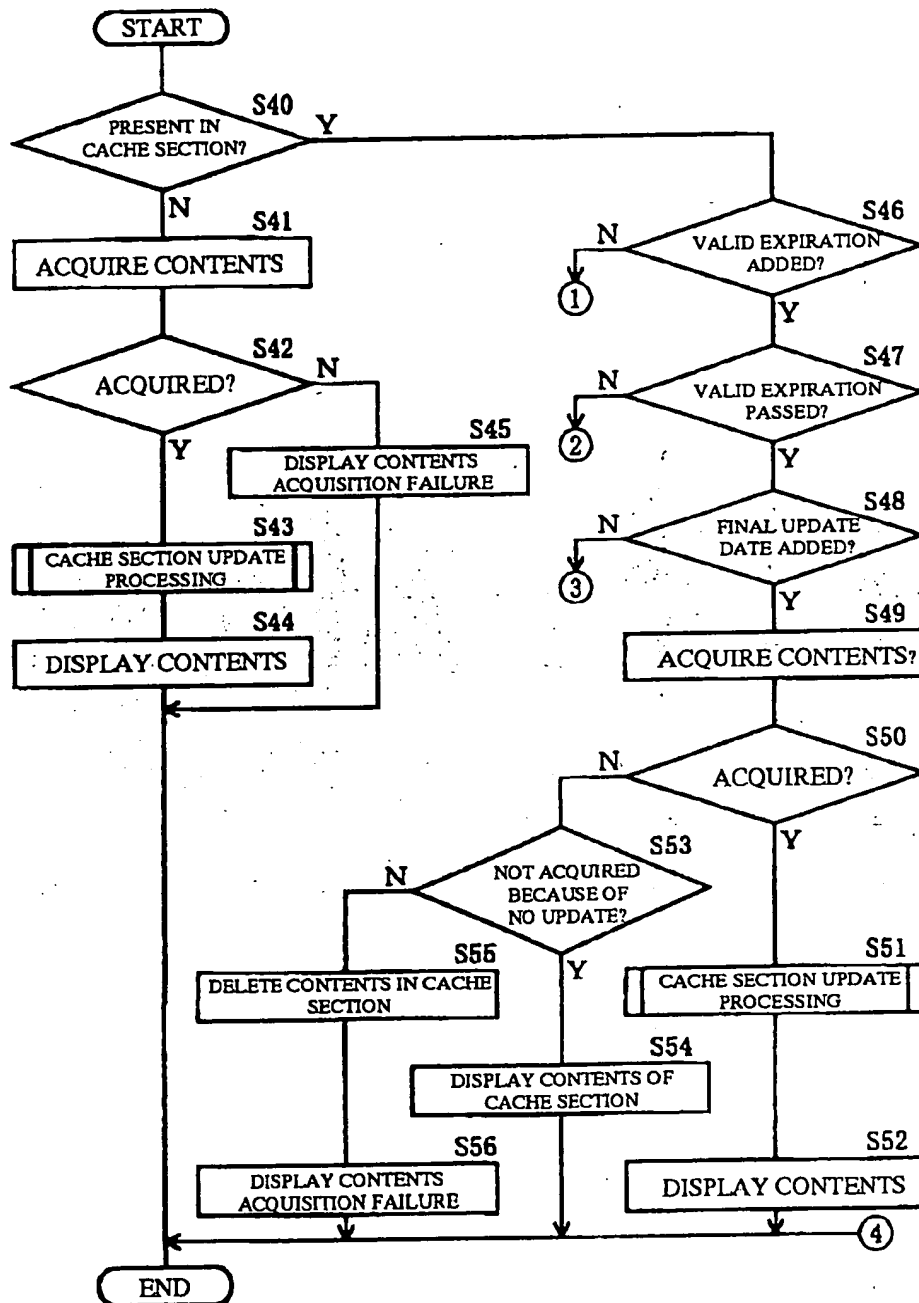 START
S40
PRESENT IN
CACHE SECTION?
Y
N
S41
ACQUIRE CONTENTS
S42
ACQUIRED?
N
Y
S45
DISPLAY CONTENTS
ACQUISITION FAILURE
S43
CACHE SECTION UPDATE
PROCESSING
S44
DISPLAY CONTENTS
S46
VALID EXPIRATION
ADDED?
N
1
Y
S47
VALID EXPIRATION
PASSED?
N
2
Y
S48
FINAL UPDATE
DATE ADDED?
N
3
Y
S49
ACQUIRE CONTENTS?
S50
ACQUIRED?
N
Y
S53
NOT ACQUIRED
BECAUSE OF
NO UPDATE?
N
Y
S55
DELETE CONTENTS IN CACHE
SECTION
S51
CACHE SECTION UPDATE
PROCESSING
S54
DISPLAY CONTENTS OF
CACHE SECTION
S56
DISPLAY CONTENTS
ACQUISITION FAILURE
S52
DISPLAY CONTENTS
4
END